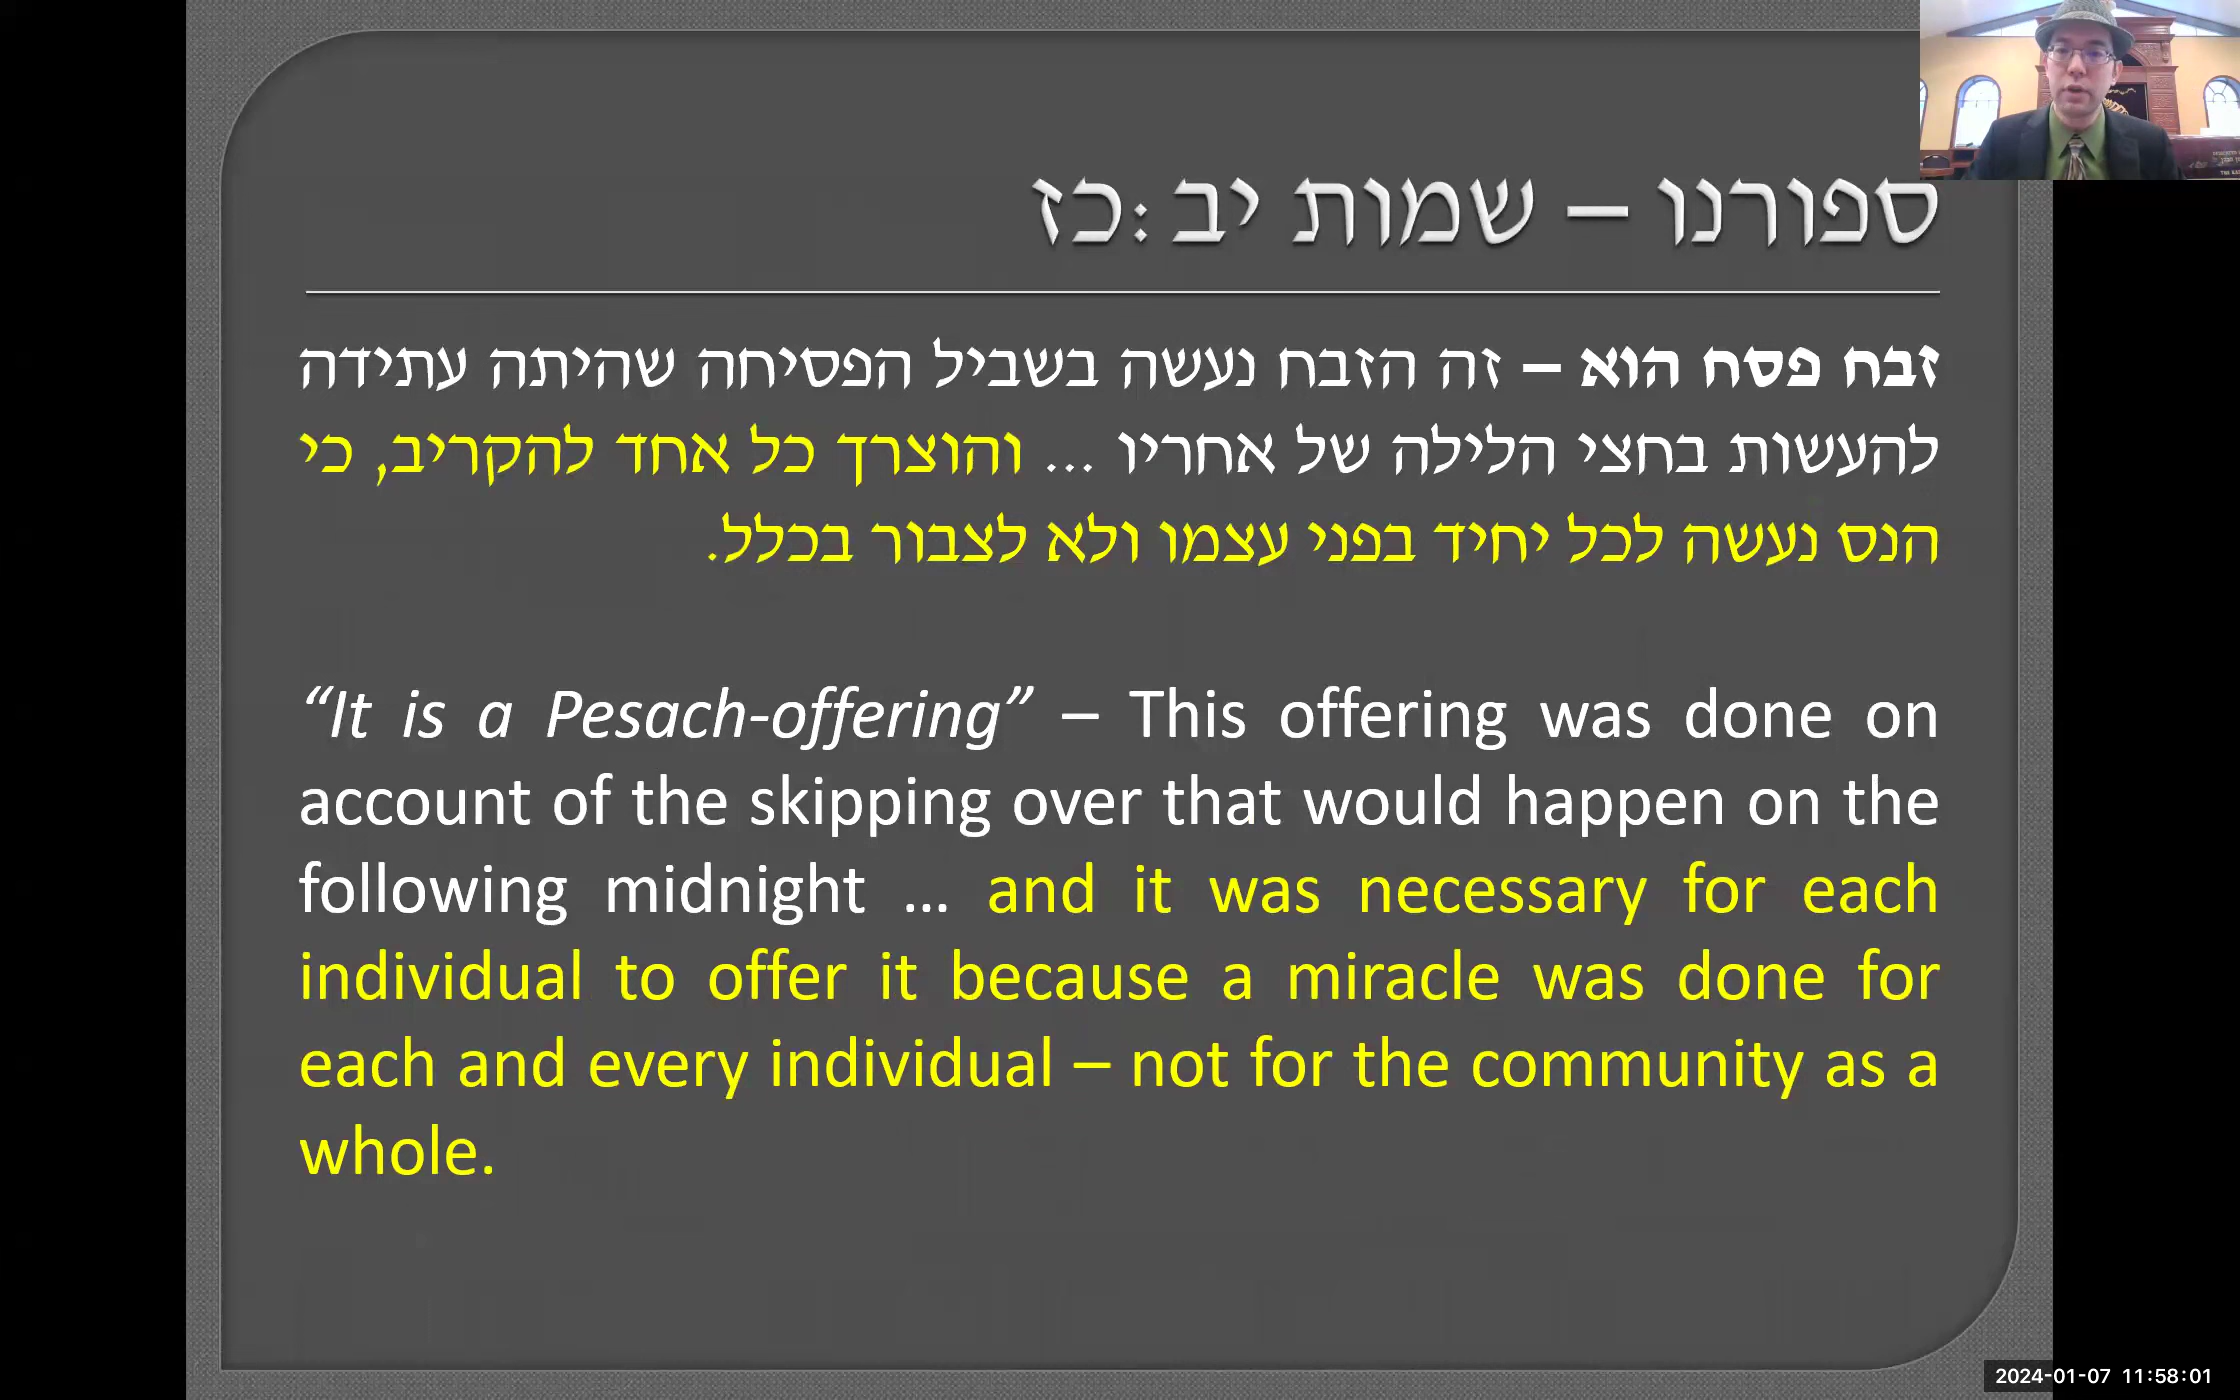 ספורנו – שמות יב:כז
זבח פסח הוא – זה הזבח נעשה בשביל הפסיחה שהיתה עתידה
להעשות בחצי הלילה של אחריו ... והוצרך כל אחד להקריב, כי
הנס נעשה לכל יחיד בפני עצמו ולא לצבור בכלל.
“It is a Pesach-offering” – This offering was done on
account of the skipping over that would happen on the
following midnight ... and it was necessary for each
individual to offer it because a miracle was done for
each and every individual – not for the community as a
whole.
2024-01-07 11:58:01